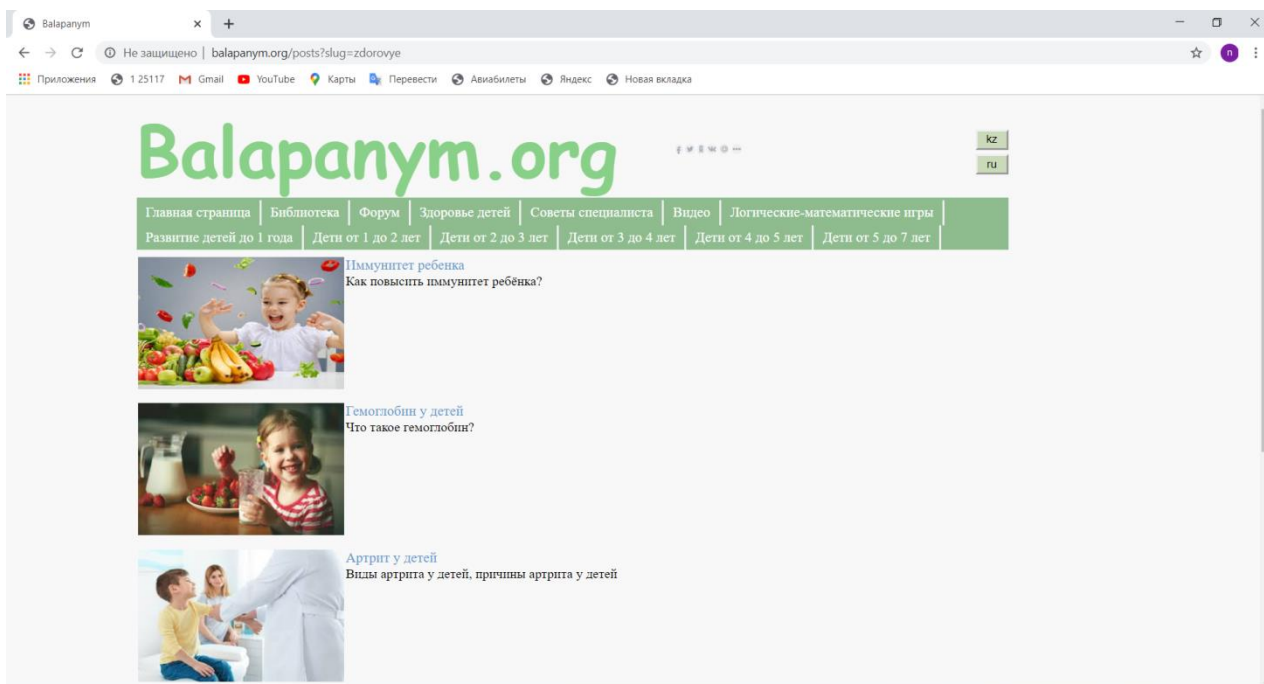 Balapanym
Не защищено | balapanym.org/posts?slug=zdorovye
п
Приложения 1 25117 Gmail YouTube Карты Перевести Авиабилеты Яндекс Новая вкладка
Balapanym.org
kz
ru
Главная страница Библиотека Форум Здоровье детей Советы специалиста Видео Логические-математические игры
Развитие детей до 1 года Дети от 1 до 2 лет Дети от 2 до 3 лет Дети от 3 до 4 лет Дети от 4 до 5 лет Дети от 5 до 7 лет
Иммунитет ребенка
Как повысить иммунитет ребёнка?
Гемоглобин у детей
Что такое гемоглобин?
Артрит у детей
Виды артрита у детей, причины артрита у детей